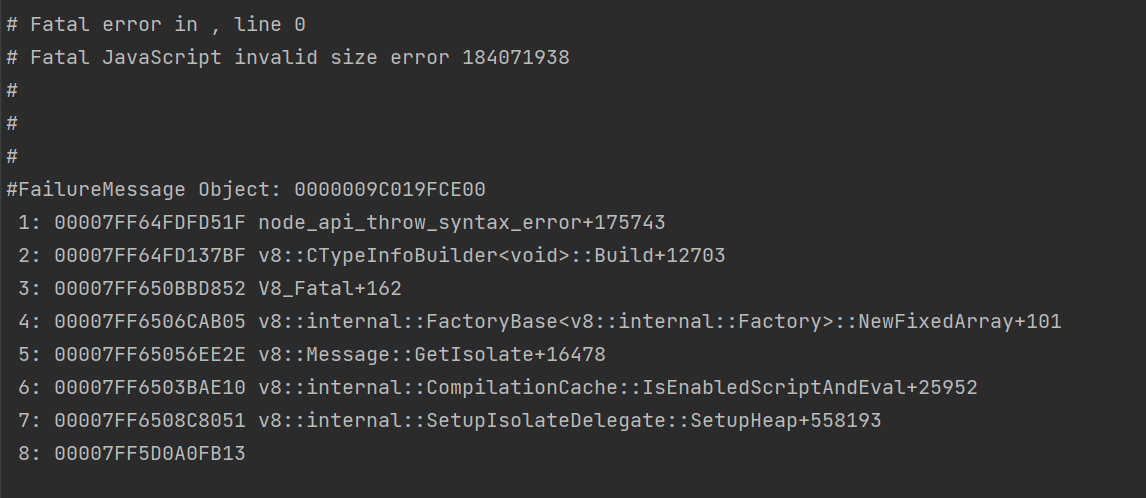 # Fatal error in , line 0
# Fatal JavaScript invalid size error 184071938
#
#
#
#FailureMessage Object: 0000009C019FCE00
 1: 00007FF64FDFD51F node_api_throw_syntax_error+175743
 2: 00007FF64FD137BF v8::CTypeInfoBuilder<void>::Build+12703
 3: 00007FF650BBD852 V8_Fatal+162
 4: 00007FF6506CAB05 v8::internal::FactoryBase<v8::internal::Factory>::NewFixedArray+101
 5: 00007FF65056EE2E v8::Message::GetIsolate+16478
 6: 00007FF6503BAE10 v8::internal::CompilationCache::IsEnabledScriptAndEval+25952
 7: 00007FF6508C8051 v8::internal::SetupIsolateDelegate::SetupHeap+558193
 8: 00007FF5D0A0FB13